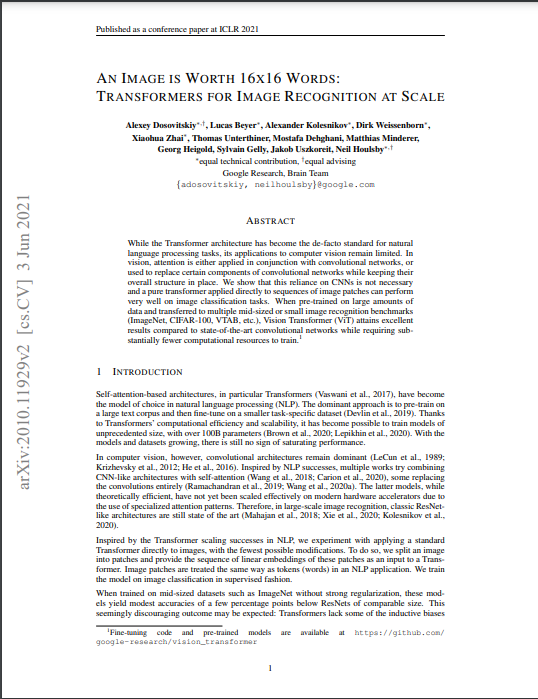 Published as a conference paper at ICLR 2021
AN IMAGE IS WORTH 16X16 WORDS:
TRANSFORMERS FOR IMAGE RECOGNITION AT SCALE
Alexey Dosovitskiy∗,†, Lucas Beyer∗, Alexander Kolesnikov∗, Dirk Weissenborn∗,
Xiaohua Zhai∗, Thomas Unterthiner, Mostafa Dehghani, Matthias Minderer,
Georg Heigold, Sylvain Gelly, Jakob Uszkoreit, Neil Houlsby∗,†
∗equal technical contribution, †equal advising
Google Research, Brain Team
{adosovitskiy, neilhoulsby}@google.com
ABSTRACT
While the Transformer architecture has become the de-facto standard for natural
language processing tasks, its applications to computer vision remain limited. In
vision, attention is either applied in conjunction with convolutional networks, or
used to replace certain components of convolutional networks while keeping their
overall structure in place. We show that this reliance on CNNs is not necessary
and a pure transformer applied directly to sequences of image patches can perform
very well on image classification tasks. When pre-trained on large amounts of
data and transferred to multiple mid-sized or small image recognition benchmarks
(ImageNet, CIFAR-100, VTAB, etc.), Vision Transformer (ViT) attains excellent
results compared to state-of-the-art convolutional networks while requiring sub-
stantially fewer computational resources to train.1
1 INTRODUCTION
Self-attention-based architectures, in particular Transformers (Vaswani et al., 2017), have become
the model of choice in natural language processing (NLP). The dominant approach is to pre-train on
a large text corpus and then fine-tune on a smaller task-specific dataset (Devlin et al., 2019). Thanks
to Transformers' computational efficiency and scalability, it has become possible to train models of
unprecedented size, with over 100B parameters (Brown et al., 2020; Lepikhin et al., 2020). With the
models and datasets growing, there is still no sign of saturating performance.
In computer vision, however, convolutional architectures remain dominant (LeCun et al., 1989;
Krizhevsky et al., 2012; He et al., 2016). Inspired by NLP successes, multiple works try combining
CNN-like architectures with self-attention (Wang et al., 2018; Carion et al., 2020), some replacing
the convolutions entirely (Ramachandran et al., 2019; Wang et al., 2020a). The latter models, while
theoretically efficient, have not yet been scaled effectively on modern hardware accelerators due to
the use of specialized attention patterns. Therefore, in large-scale image recognition, classic ResNet-
like architectures are still state of the art (Mahajan et al., 2018; Xie et al., 2020; Kolesnikov et al.,
2020).
Inspired by the Transformer scaling successes in NLP, we experiment with applying a standard
Transformer directly to images, with the fewest possible modifications. To do so, we split an image
into patches and provide the sequence of linear embeddings of these patches as an input to a Trans-
former. Image patches are treated the same way as tokens (words) in an NLP application. We train
the model on image classification in supervised fashion.
When trained on mid-sized datasets such as ImageNet without strong regularization, these mod-
els yield modest accuracies of a few percentage points below ResNets of comparable size. This
seemingly discouraging outcome may be expected: Transformers lack some of the inductive biases
1Fine-tuning code and pre-trained models are available at https://github.com/
google-research/vision_transformer
1
arXiv:2010.11929v2 [cs.CV] 3 Jun 2021